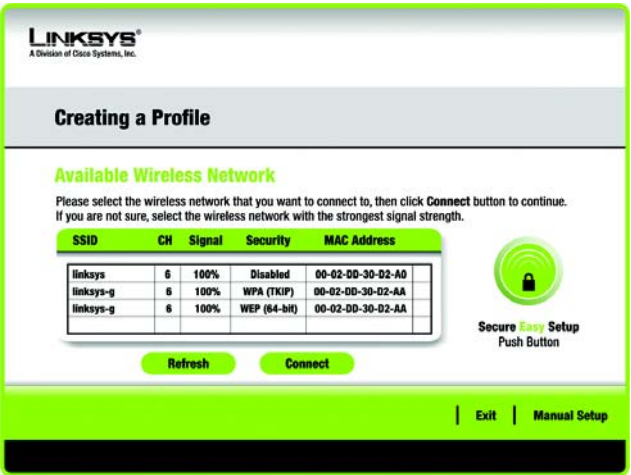 LINKSYS®
A Division of Cisco Systems, Inc.
Creating a Profile
Available Wireless Network
Please select the wireless network that you want to connect to, then click Connect button to continue.
If you are not sure, select the wireless network with the strongest signal strength.
SSID CH Signal Security MAC Address
linksys 6 100% Disabled 00-02-DD-30-D2-A0
linksys-g 6 100% WPA (TKIP) 00-02-DD-30-D2-AA
linksys-g 6 100% WEP (64-bit) 00-02-DD-30-D2-AA
Secure Easy Setup
Push Button
Refresh Connect
Exit Manual Setup